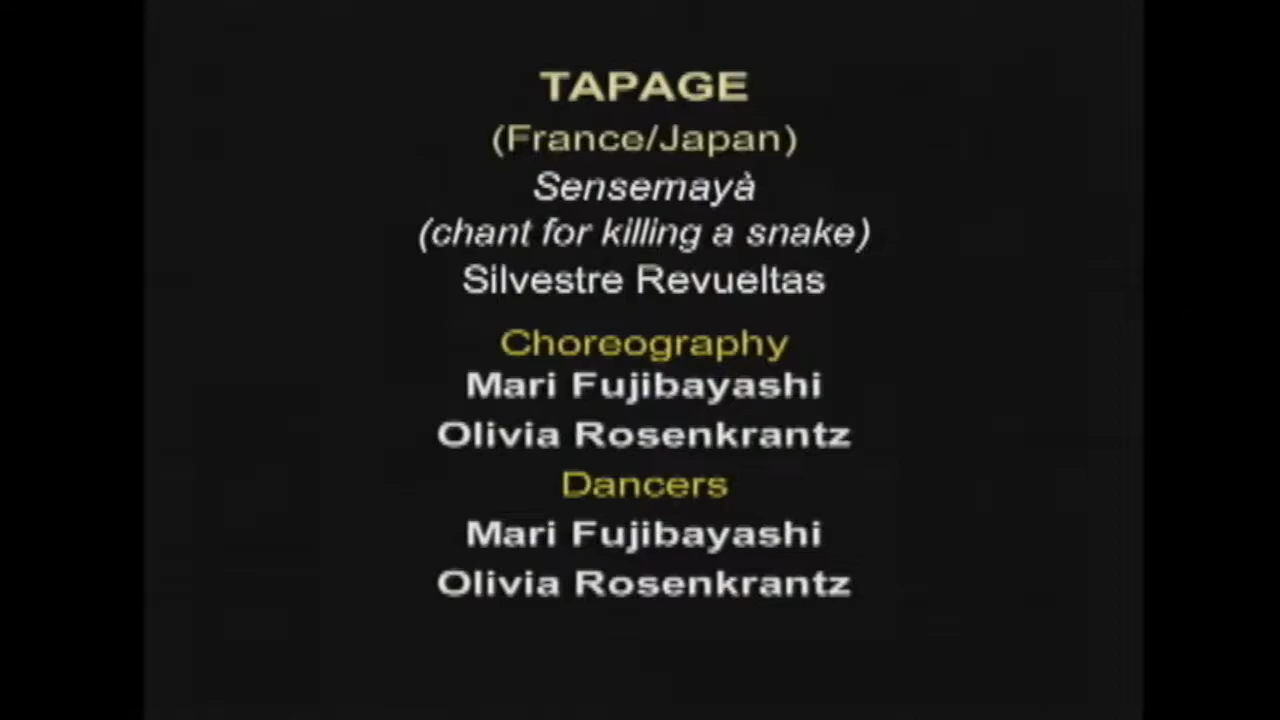 TAPAGE
(France/Japan)
Sensemayà
(chant for killing a snake)
Silvestre Revueltas
Choreography
Mari Fujibayashi
Olivia Rosenkrantz
Dancers
Mari Fujibayashi
Olivia Rosenkrantz